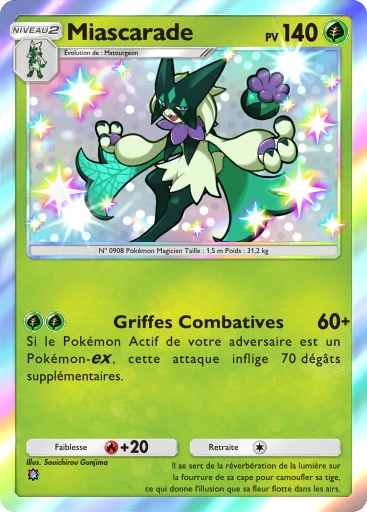 NIVEAU 2
Miascarade
PV 140
Évolution de : Matourgeon
N° 0908 Pokémon Magicien Taille : 1,5 m Poids : 31,2 kg
Griffes Combatives 60+
Si le Pokémon Actif de votre adversaire est un
Pokémon-ex, cette attaque inflige 70 dégâts
supplémentaires.
Faiblesse +20 Retraite
Illus. Souichirou Gunjima
Il se sert de la réverbération de la lumière sur
la fourrure de sa cape pour camoufler sa tige,
ce qui donne l'illusion que sa fleur flotte dans les airs.